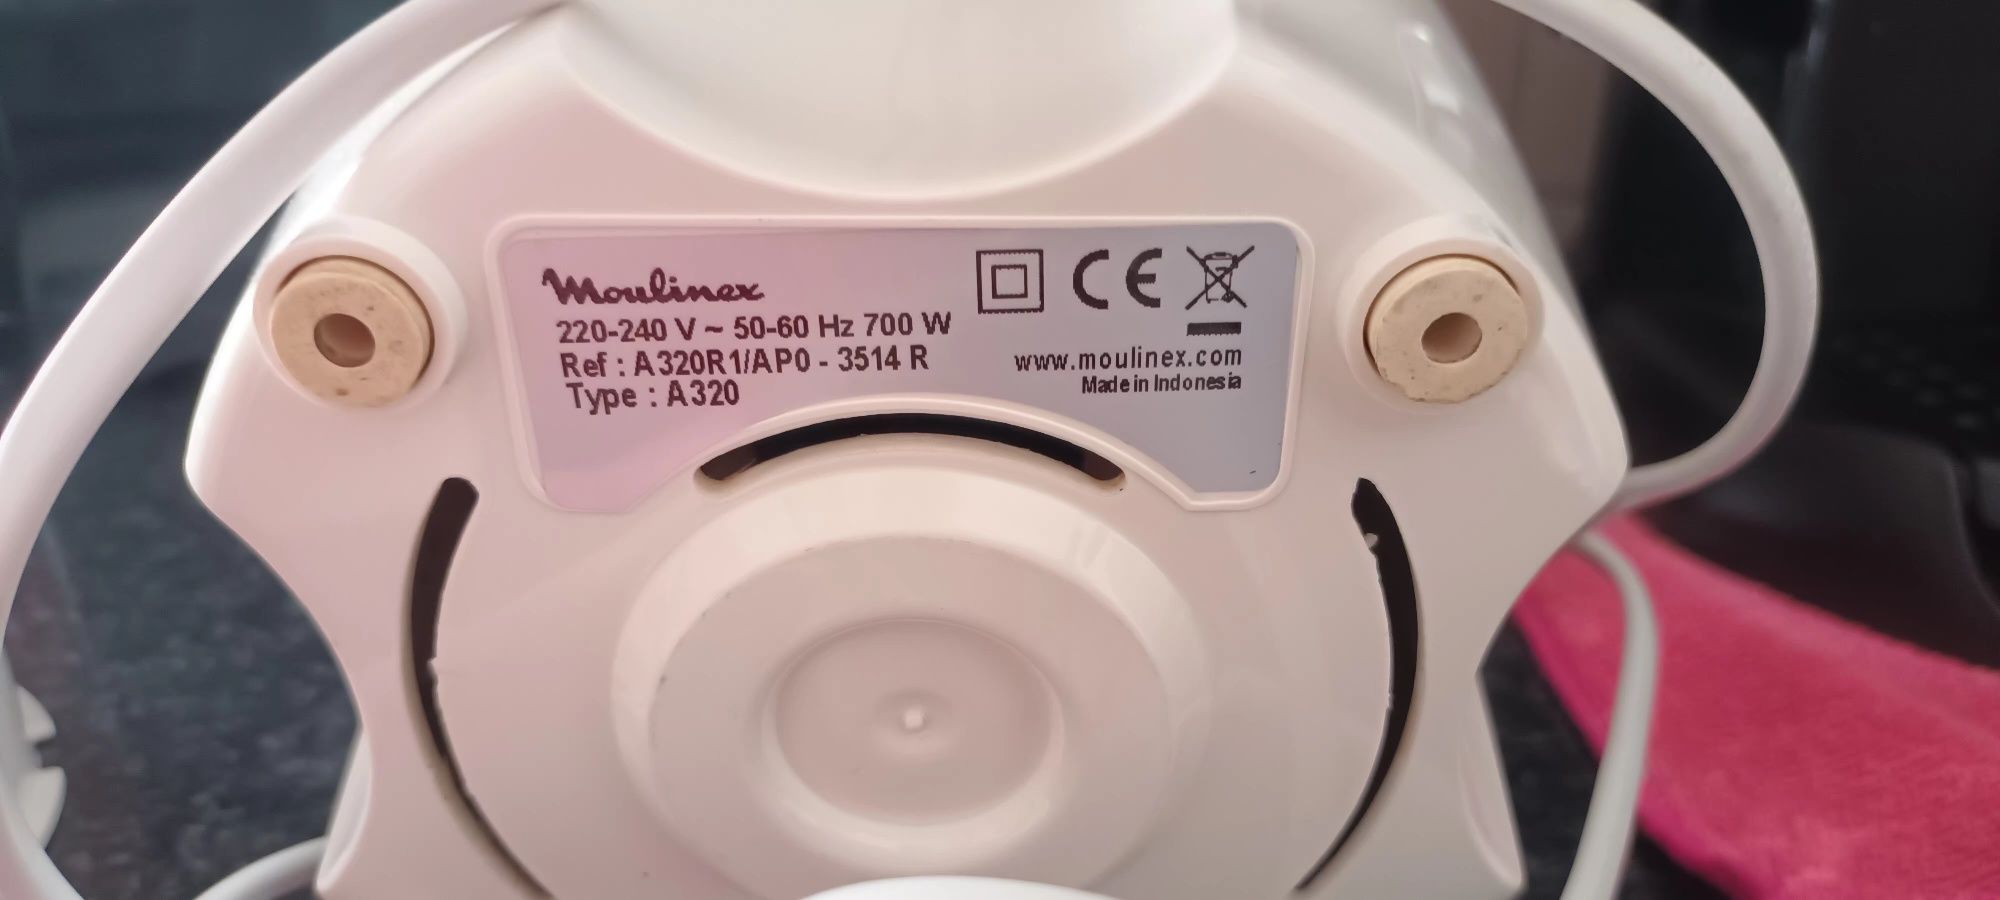 Moulinex
220-240 V ~ 50-60 Hz 700 W
Ref : A320R1/AP0 - 3514 R
Type : A320
CE
www.moulinex.com
Made in Indonesia